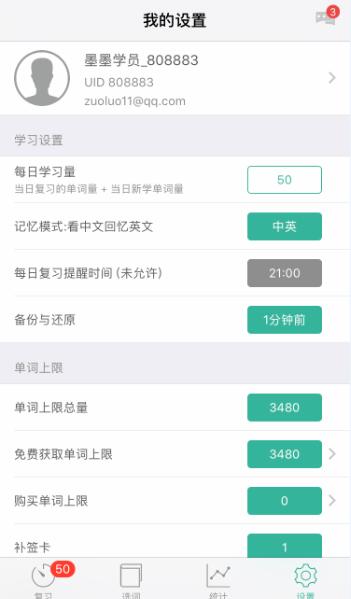 我的设置
3
墨墨学员_808883
UID 808883
zuoluo11@qq.com
学习设置
每日学习量
当日复习的单词量 + 当日新学单词量
50
记忆模式:看中文回忆英文
中英
每日复习提醒时间 (未允许)
21:00
备份与还原
1分钟前
单词上限
单词上限总量
3480
免费获取单词上限
3480
购买单词上限
0
补签卡
1
50
复习
选词
统计
设置